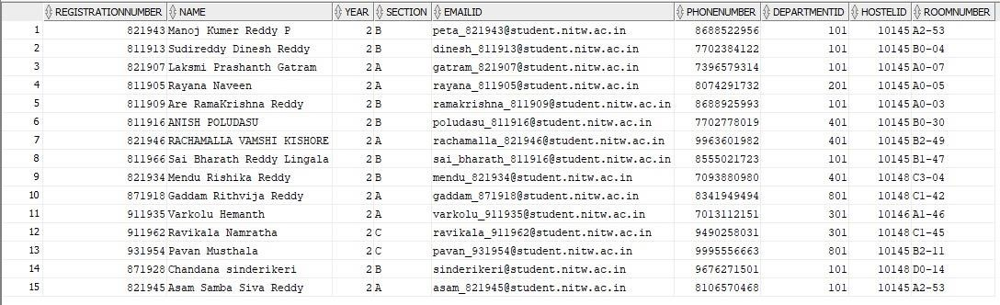 REGISTRATIONNUMBER NAME YEAR SECTION EMAILID PHONENUMBER DEPARTMENTID HOSTELID ROOMNUMBER
1 821943 Manoj Kumer Reddy P 2 B peta_821943@student.nitw.ac.in 8688522956 101 10145 A2-53
2 811913 Sudireddy Dinesh Reddy 2 B dinesh_811913@student.nitw.ac.in 7702384122 101 10145 B0-04
3 821907 Laksmi Prashanth Gatram 2 A gatram_821907@student.nitw.ac.in 7396579314 101 10145 A0-07
4 811905 Rayana Naveen 2 A rayana_811905@student.nitw.ac.in 8074291732 201 10145 A0-05
5 811909 Are RamaKrishna Reddy 2 B ramakrishna_811909@student.nitw.ac.in 8688925993 101 10145 A0-03
6 811916 ANISH POLUDASU 2 B poludasu_811916@student.nitw.ac.in 7702778019 401 10145 B0-30
7 821946 RACHAMALLA VAMSHI KISHORE 2 A rachamalla_821946@student.nitw.ac.in 9963601982 401 10145 B2-49
8 811966 Sai Bharath Reddy Lingala 2 B sai_bharath_811916@student.nitw.ac.in 8555021723 101 10145 B1-47
9 821934 Mendu Rishika Reddy 2 B mendu_821934@student.nitw.ac.in 7093880980 401 10148 C3-04
10 871918 Gaddam Rithvija Reddy 2 A gaddam_871918@student.nitw.ac.in 8341949494 801 10148 C1-42
11 911935 Varkolu Hemanth 2 A varkolu_911935@student.nitw.ac.in 7013112151 301 10146 A1-46
12 911962 Ravikala Namratha 2 C ravikala_911962@student.nitw.ac.in 9490258031 301 10148 C1-45
13 931954 Pavan Musthala 2 C pavan_931954@student.nitw.ac.in 9995556663 801 10145 B2-11
14 871928 Chandana sinderikeri 2 B sinderikeri@student.nitw.ac.in 9676271501 101 10148 D0-14
15 821945 Asam Samba Siva Reddy 2 A asam_821945@student.nitw.ac.in 8106570468 101 10145 A2-53